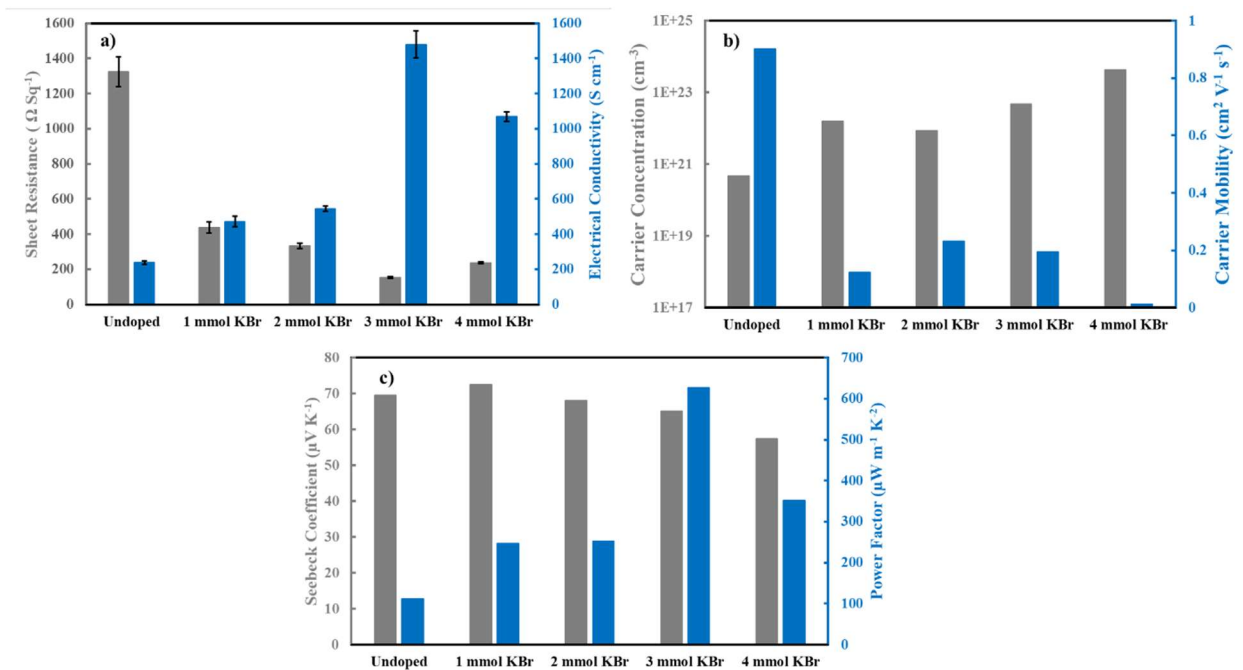 a)
1600
1400
1200
1000
800
600
400
200
0
Sheet Resistance ( Ω Sq⁻¹)
1600
1400
1200
1000
800
600
400
200
0
Electrical Conductivity (S cm⁻¹)
Undoped 1 mmol KBr 2 mmol KBr 3 mmol KBr 4 mmol KBr
b)
1E+25
1E+23
1E+21
1E+19
1E+17
Carrier Concentration (cm⁻³)
1
0.8
0.6
0.4
0.2
0
Carrier Mobility (cm² V⁻¹ s⁻¹)
Undoped 1 mmol KBr 2 mmol KBr 3 mmol KBr 4 mmol KBr
c)
80
70
60
50
40
30
20
10
0
Seebeck Coefficient (µV K⁻¹)
700
600
500
400
300
200
100
0
Power Factor (µW m⁻¹ K⁻²)
Undoped 1 mmol KBr 2 mmol KBr 3 mmol KBr 4 mmol KBr